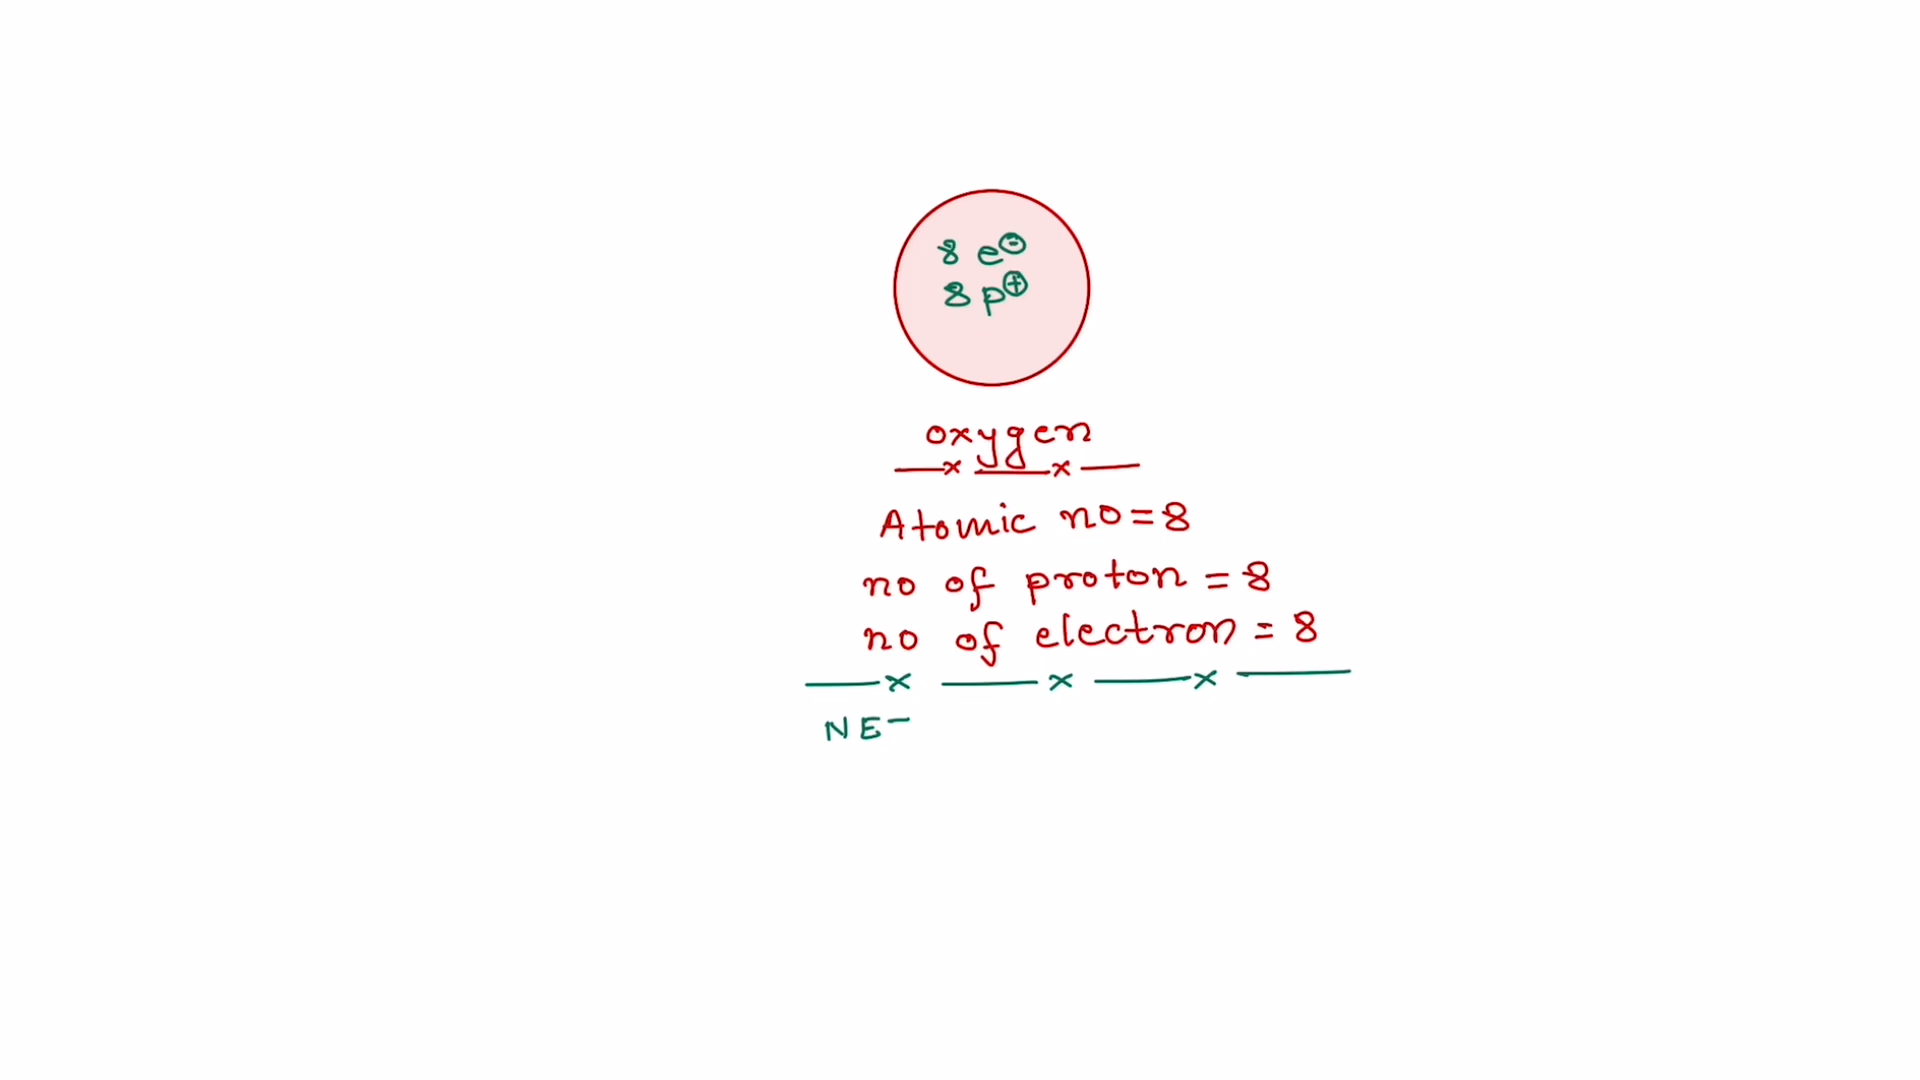 8 e⊖
8 p⊕
oxygen
Atomic no = 8
no of proton = 8
no of electron = 8
NE-